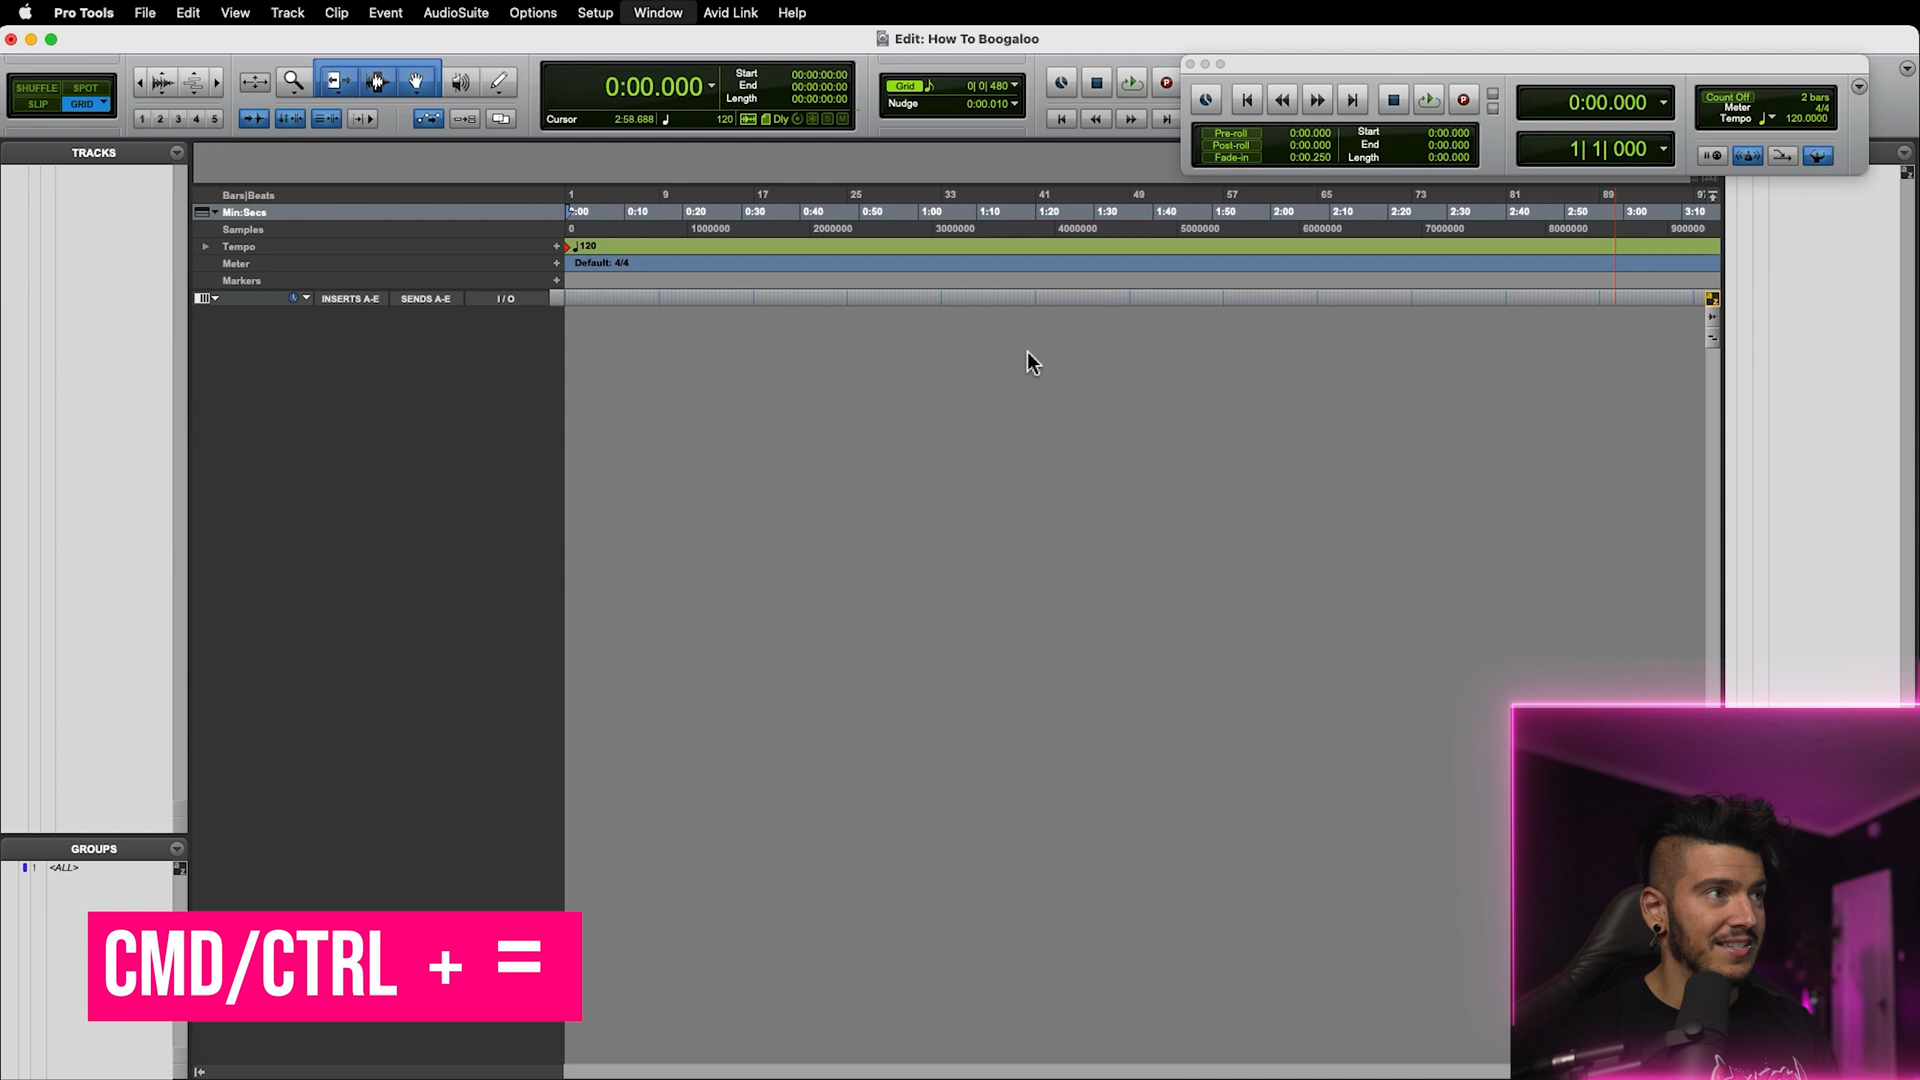 Pro Tools File Edit View Track Clip Event AudioSuite Options Setup Window Avid Link Help
Edit: How To Boogaloo
SHUFFLE SPOT
SLIP GRID
1 2 3 4 5
0:00.000
Start 00:00:00:00
End 00:00:00:00
Length 00:00:00:00
Cursor 2:58.688 120 Dly
Grid 0| 0| 480
Nudge 0:00.010
Pre-roll 0:00.000
Post-roll 0:00.000
Fade-in 0:00.250
Start 0:00.000
End 0:00.000
Length 0:00.000
0:00.000
1| 1| 000
Count Off 2 bars
Meter 4/4
Tempo 120.0000
TRACKS
Bars|Beats 1 9 17 25 33 41 49 57 65 73 81 89 97
Min:Secs 0:00 0:10 0:20 0:30 0:40 0:50 1:00 1:10 1:20 1:30 1:40 1:50 2:00 2:10 2:20 2:30 2:40 2:50 3:00 3:10
Samples 0 1000000 2000000 3000000 4000000 5000000 6000000 7000000 8000000 900000
Tempo + 120
Meter + Default: 4/4
Markers +
INSERTS A-E SENDS A-E I / O
GROUPS
! <ALL>
CMD/CTRL + =